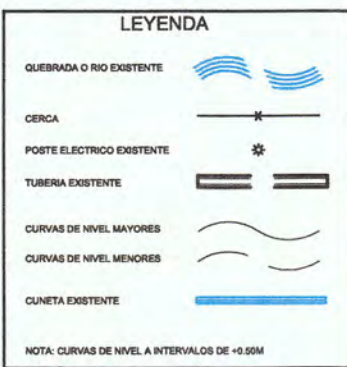 LEYENDA
QUEBRADA O RIO EXISTENTE
CERCA
POSTE ELECTRICO EXISTENTE
TUBERIA EXISTENTE
CURVAS DE NIVEL MAYORES
CURVAS DE NIVEL MENORES
CUNETA EXISTENTE
NOTA: CURVAS DE NIVEL A INTERVALOS DE +0.50M